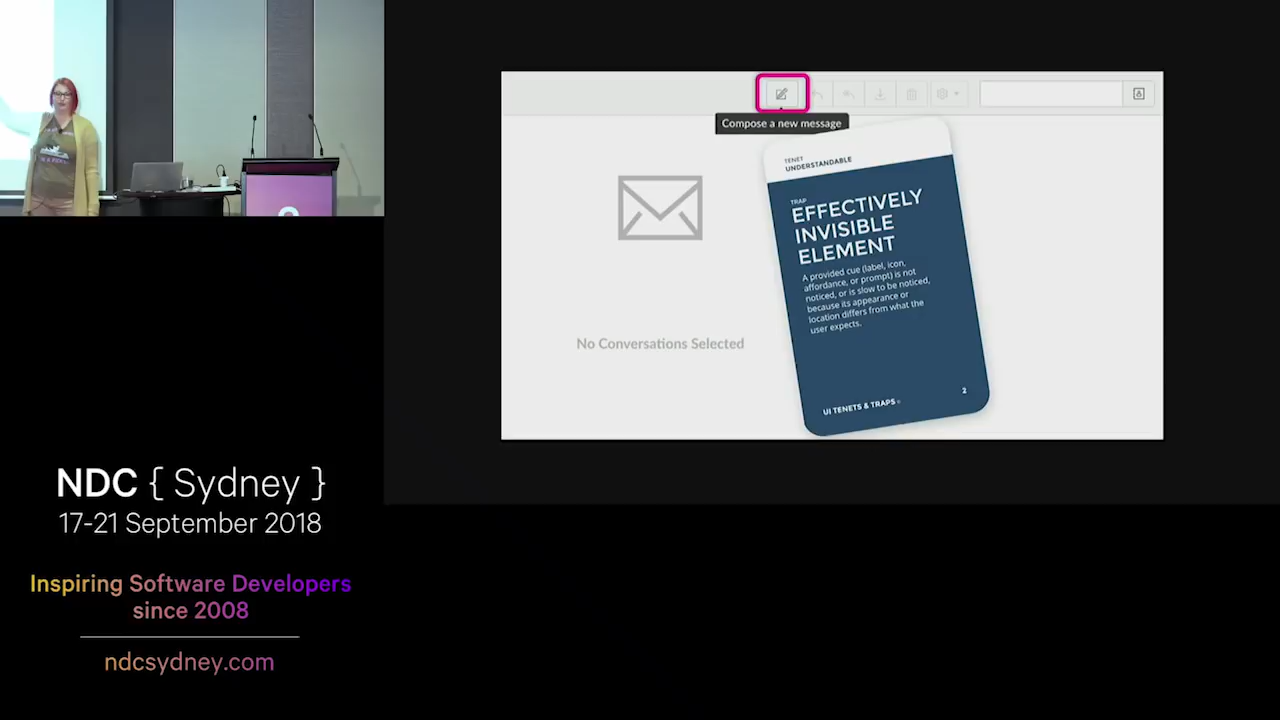 Compose a new message
No Conversations Selected
TENET
UNDERSTANDABLE
TRAP
EFFECTIVELY
INVISIBLE
ELEMENT
A provided cue (label, icon,
affordance, or prompt) is not
noticed, or is slow to be noticed,
because its appearance or
location differs from what the
user expects.
UI TENETS & TRAPS
2
NDC { Sydney }
17-21 September 2018
Inspiring Software Developers
since 2008
ndcsydney.com